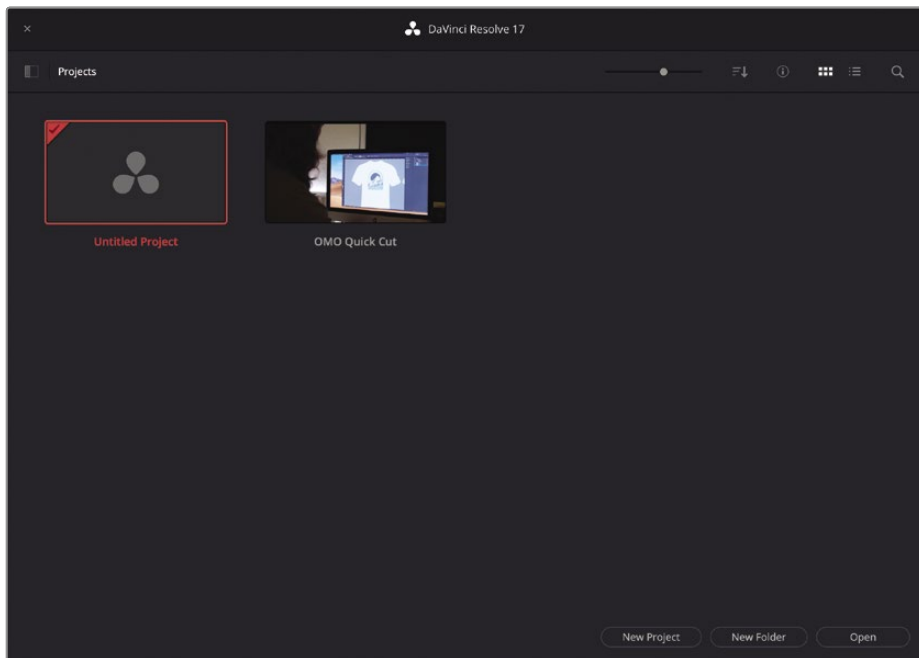 DaVinci Resolve 17
Projects
Untitled Project
OMO Quick Cut
New Project
New Folder
Open